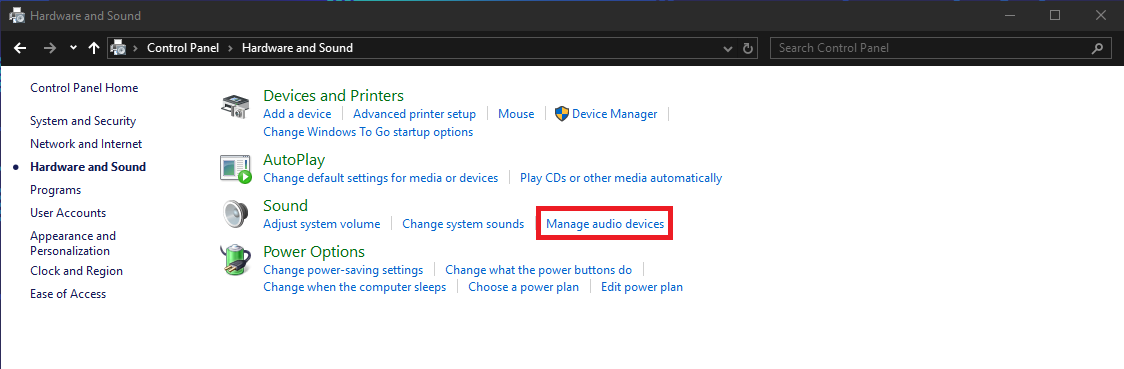 Hardware and Sound
Control Panel > Hardware and Sound
Search Control Panel
Control Panel Home
System and Security
Network and Internet
Hardware and Sound
Programs
User Accounts
Appearance and
Personalization
Clock and Region
Ease of Access
Devices and Printers
Add a device | Advanced printer setup | Mouse | Device Manager |
Change Windows To Go startup options
AutoPlay
Change default settings for media or devices | Play CDs or other media automatically
Sound
Adjust system volume | Change system sounds | Manage audio devices
Power Options
Change power-saving settings | Change what the power buttons do |
Change when the computer sleeps | Choose a power plan | Edit power plan